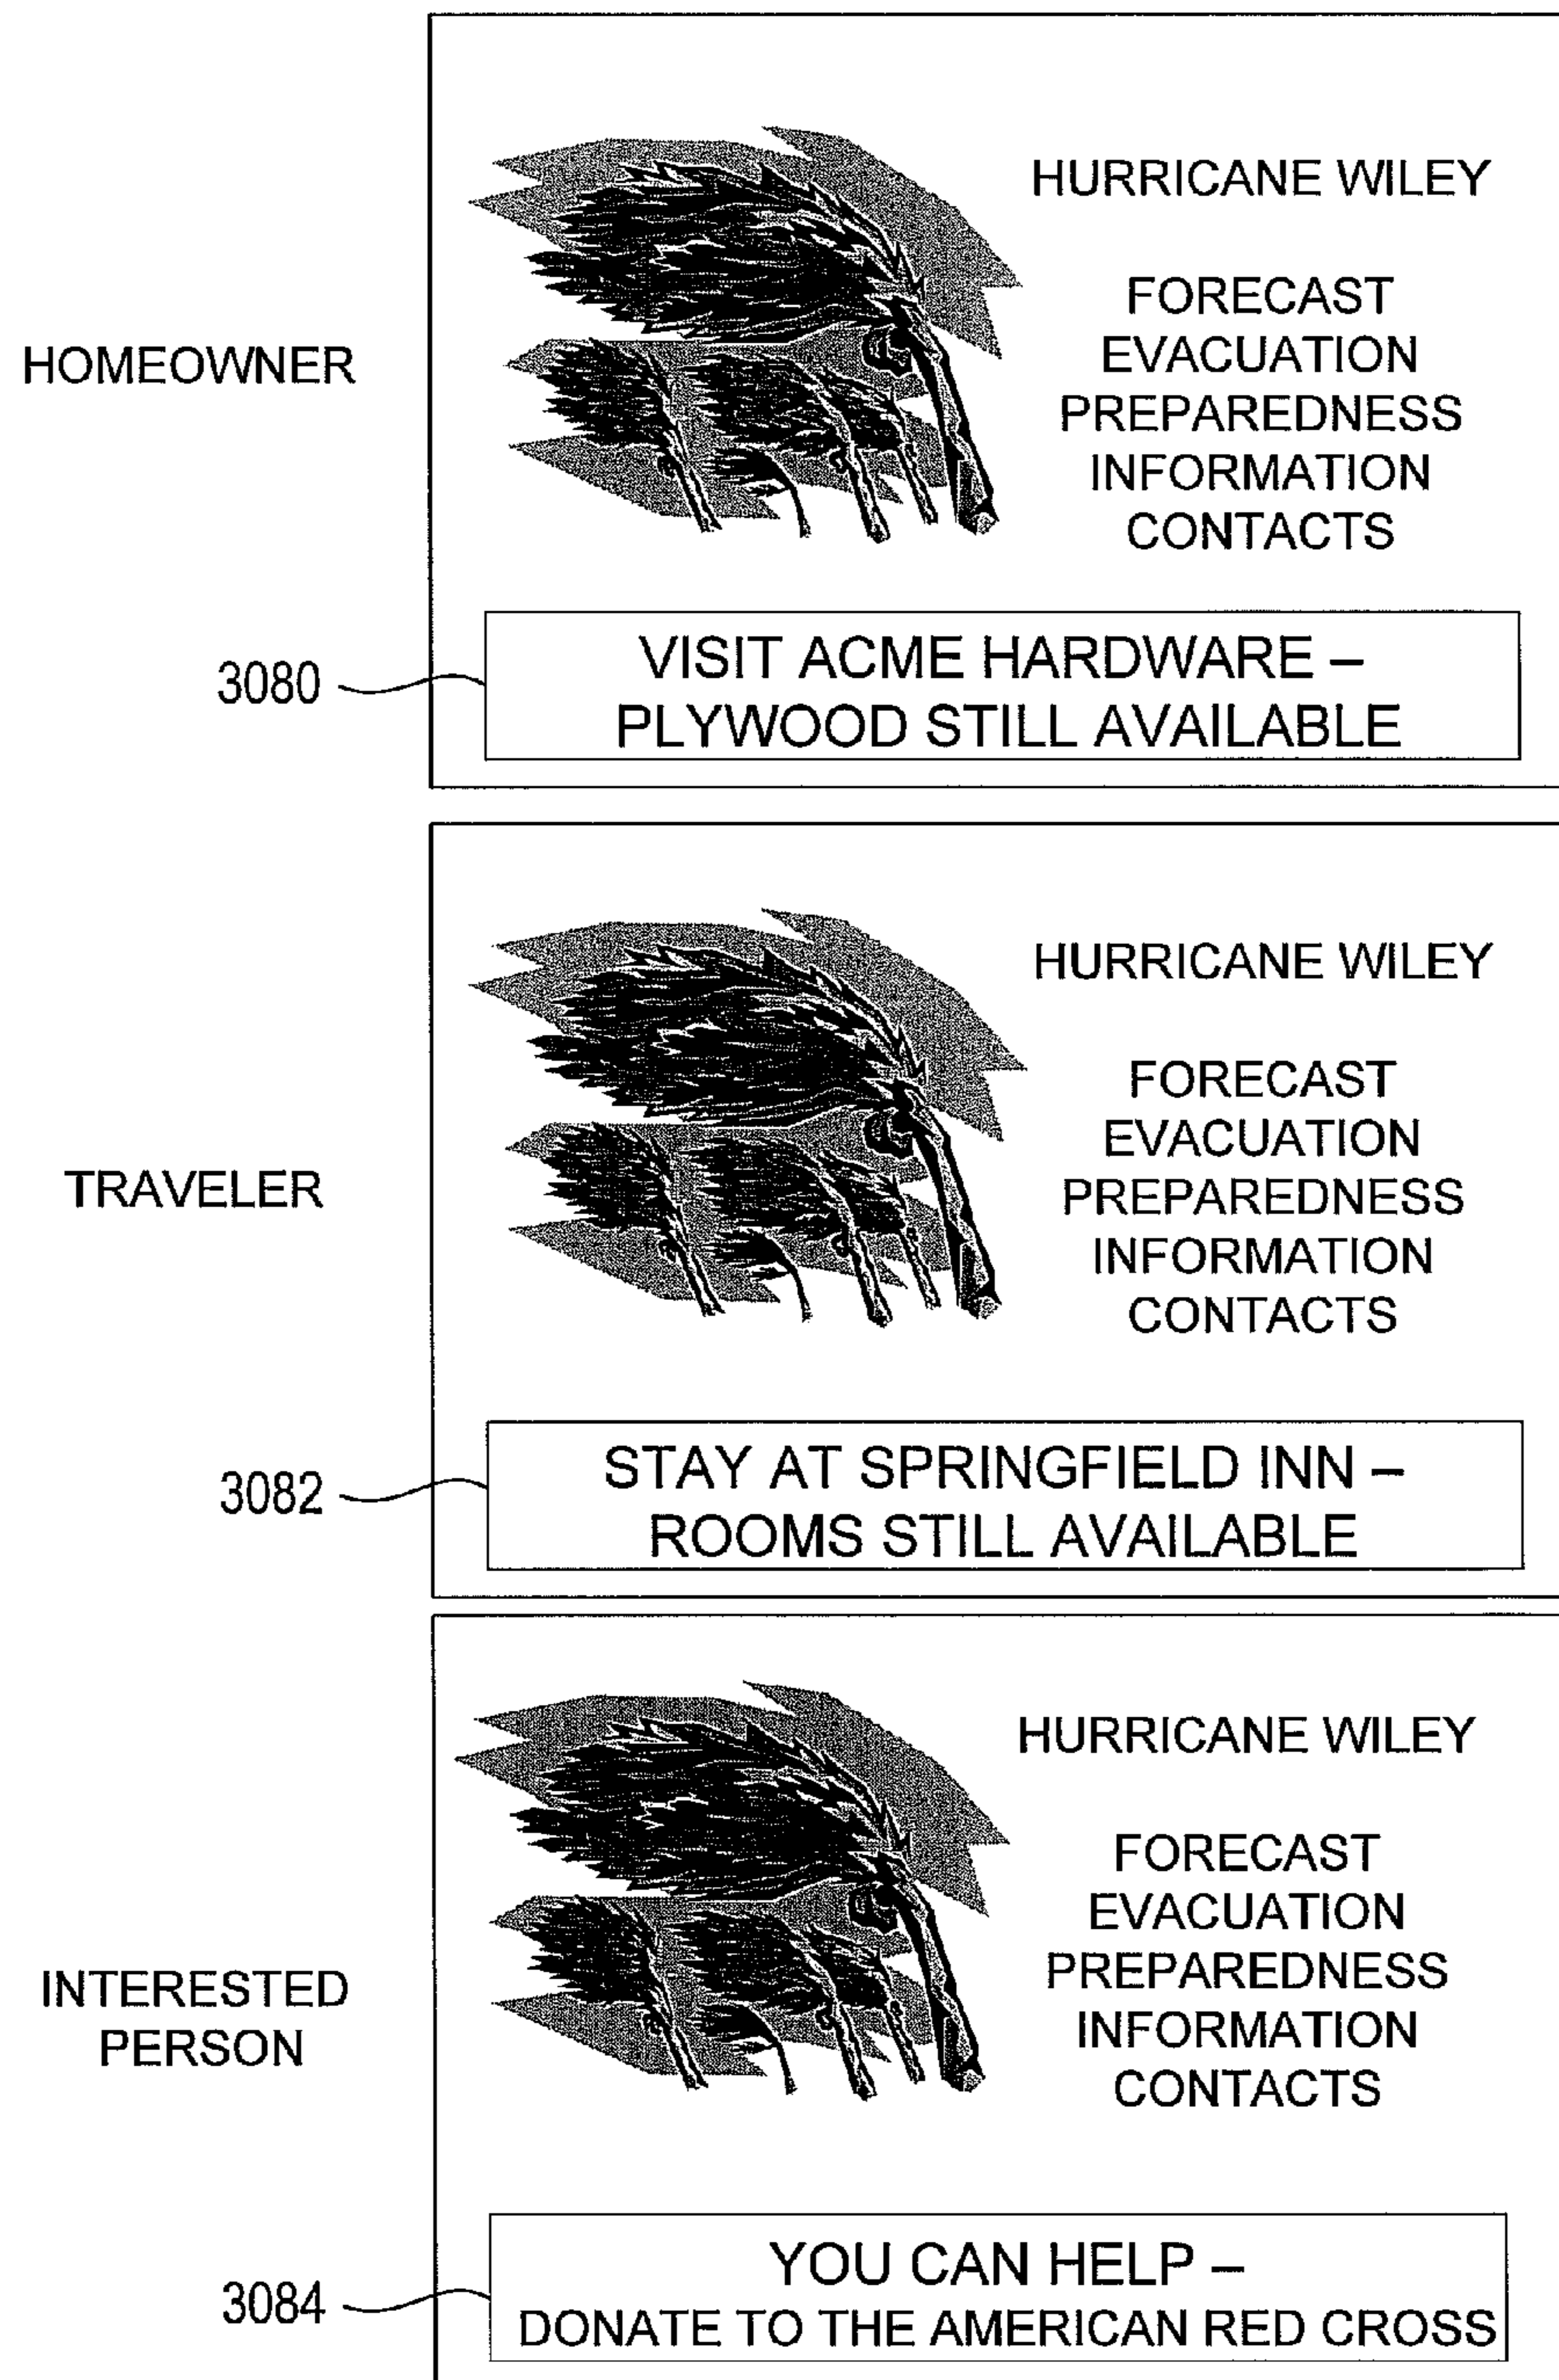 HOMEOWNER
HURRICANE WILEY
FORECAST
EVACUATION
PREPAREDNESS
INFORMATION
CONTACTS
3080
VISIT ACME HARDWARE –
PLYWOOD STILL AVAILABLE
TRAVELER
HURRICANE WILEY
FORECAST
EVACUATION
PREPAREDNESS
INFORMATION
CONTACTS
3082
STAY AT SPRINGFIELD INN –
ROOMS STILL AVAILABLE
INTERESTED
PERSON
HURRICANE WILEY
FORECAST
EVACUATION
PREPAREDNESS
INFORMATION
CONTACTS
3084
YOU CAN HELP –
DONATE TO THE AMERICAN RED CROSS